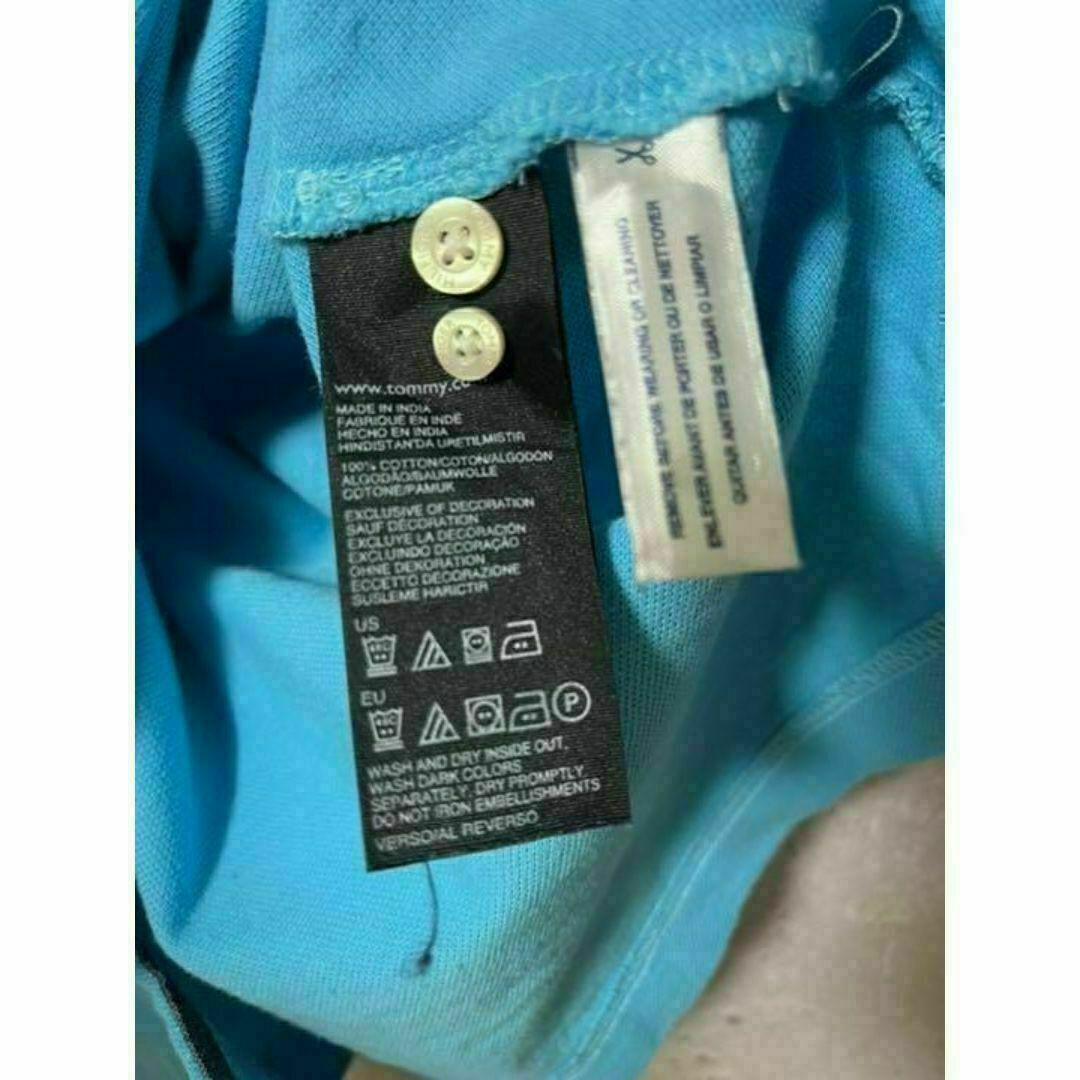 www.tommy.c
MADE IN INDIA
FABRIQUE EN INDE
HECHO EN INDIA
HINDISTAN'DA URETILMISTIR
100% COTTON/COTON/ALGODON
ALGODÃO/BAUMWOLLE
COTONE/PAMUK
EXCLUSIVE OF DECORATION
SAUF DÉCORATION
EXCLUYE LA DECORACIÓN
EXCLUINDO DECORAÇÃO
OHNE DEKORATION
ECCETTO DECORAZIONE
SUSLEME HARICTIR
US
EU
P
WASH AND DRY INSIDE OUT,
WASH DARK COLORS
SEPARATELY, DRY PROMPTLY
DO NOT IRON EMBELLISHMENTS
VERSO/AL REVERSO
REMOVE BEFORE WEARING OR CLEANING
ENLEVER AVANT DE PORTER OU DE NETTOYER
QUITAR ANTES DE USAR O LIMPIAR